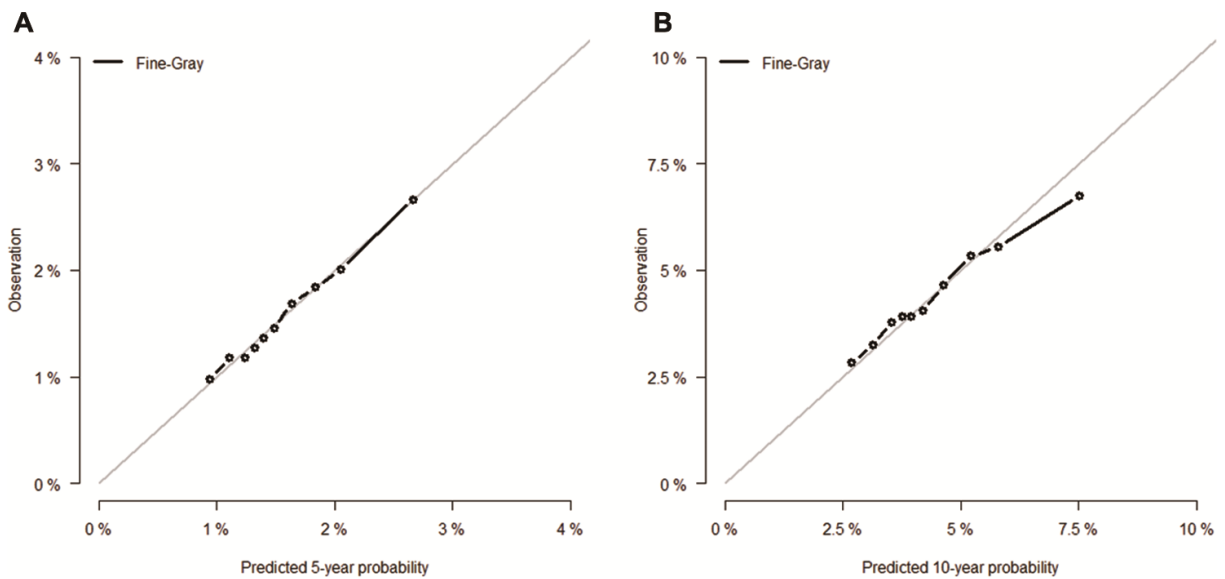 A
4 %
3 %
2 %
1 %
0 %
Observation
Fine-Gray
0 %
1 %
2 %
3 %
4 %
Predicted 5-year probability
B
10 %
7.5 %
5 %
2.5 %
0 %
Observation
Fine-Gray
0 %
2.5 %
5 %
7.5 %
10 %
Predicted 10-year probability